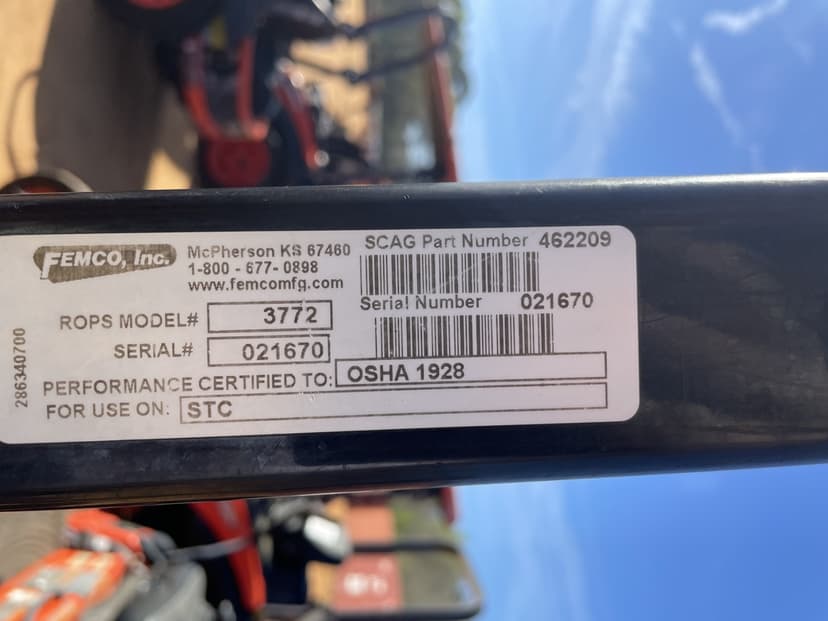 FEMCO, Inc.
McPherson KS 67460
1-800 - 677- 0898
www.femcomfg.com
SCAG Part Number 462209
Serial Number 021670
ROPS MODEL# 3772
SERIAL# 021670
PERFORMANCE CERTIFIED TO: OSHA 1928
FOR USE ON: STC
286340700